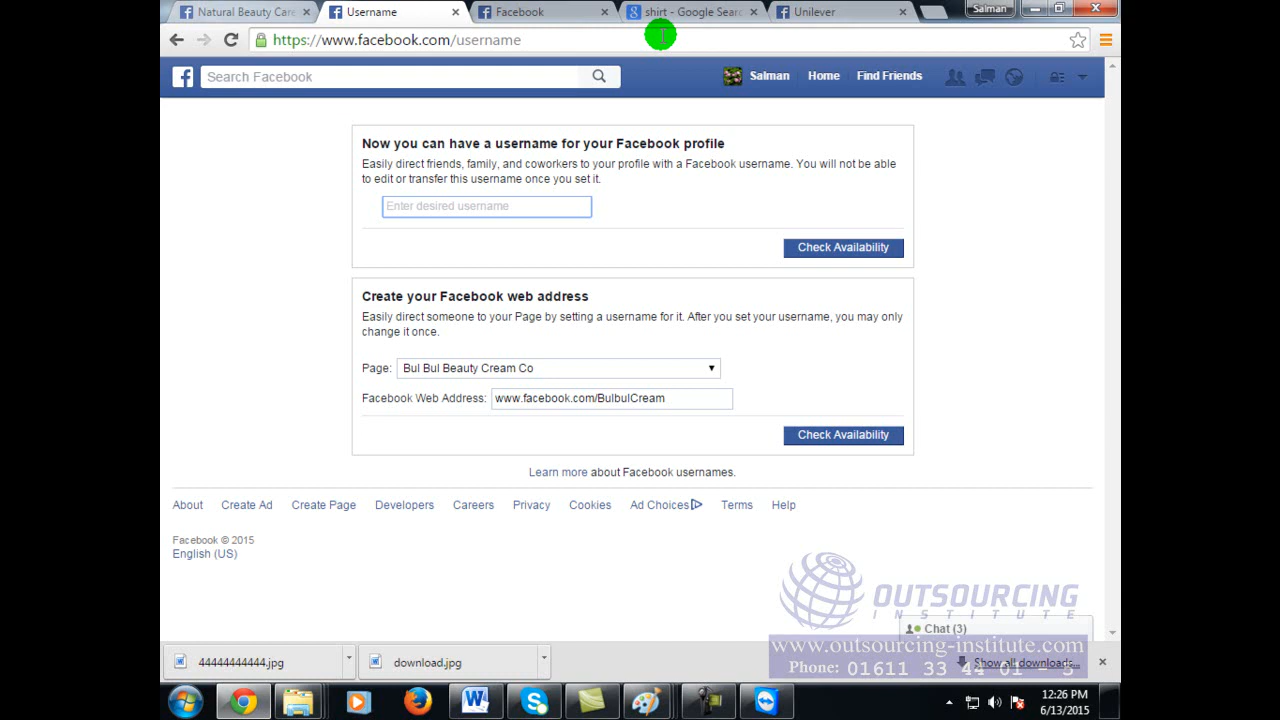 Natural Beauty Care
Username
Facebook
shirt - Google Searc
Unilever
Salman
https://www.facebook.com/username
Search Facebook
Salman
Home
Find Friends
Now you can have a username for your Facebook profile
Easily direct friends, family, and coworkers to your profile with a Facebook username. You will not be able
to edit or transfer this username once you set it.
Enter desired username
Check Availability
Create your Facebook web address
Easily direct someone to your Page by setting a username for it. After you set your username, you may only
change it once.
Page: Bul Bul Beauty Cream Co
Facebook Web Address: www.facebook.com/BulbulCream
Check Availability
Learn more about Facebook usernames.
About Create Ad Create Page Developers Careers Privacy Cookies Ad Choices Terms Help
Facebook © 2015
English (US)
OUTSOURCING
INSTITUTE
Chat (3)
www.outsourcing-institute.com
Phone: 01611 33 44 01 - 3
44444444444.jpg
download.jpg
Show all downloads...
12:26 PM
6/13/2015